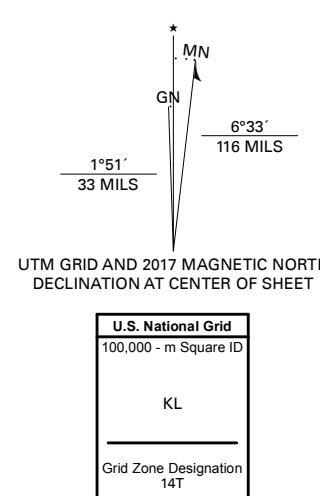 ★
MN
GN
6°33´
116 MILS
1°51´
33 MILS
UTM GRID AND 2017 MAGNETIC NORTH
DECLINATION AT CENTER OF SHEET
U.S. National Grid
100,000 - m Square ID
KL
Grid Zone Designation
14T